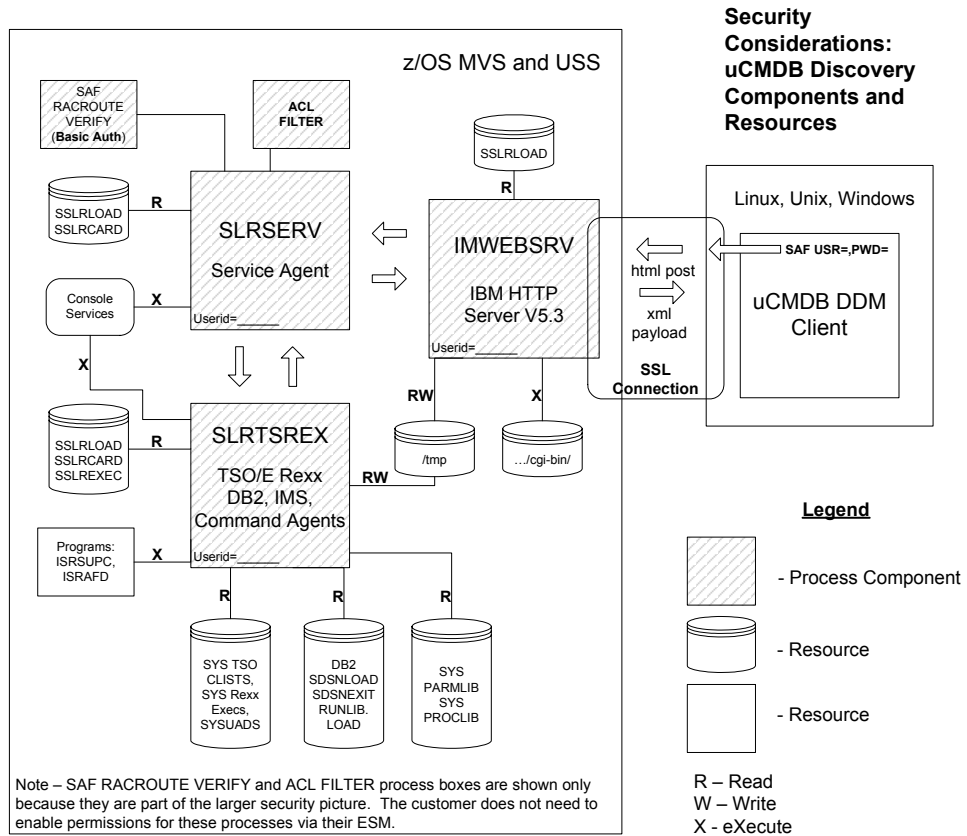 Security
Considerations:
uCMDB Discovery
Components and
Resources
z/OS MVS and USS
SAF
RACROUTE
VERIFY
(Basic Auth)
ACL
FILTER
SSLRLOAD
R
SSLRLOAD
SSLRCARD
R
SLRSERV
Service Agent
Userid=______
IMWEBSRV
IBM HTTP
Server V5.3
Userid=______
html post
xml
payload
SSL
Connection
Linux, Unix, Windows
SAF USR=,PWD=
uCMDB DDM
Client
Console
Services
X
X
SSLRLOAD
SSLRCARD
SSLREXEC
R
SLRTSREX
TSO/E Rexx
DB2, IMS,
Command Agents
Userid=______
RW
X
/tmp
…/cgi-bin/
RW
Programs:
ISRSUPC,
ISRAFD
X
R
R
R
SYS TSO
CLISTS,
SYS Rexx
Execs,
SYSUADS
DB2
SDSNLOAD
SDSNEXIT
RUNLIB.
LOAD
SYS
PARMLIB
SYS
PROCLIB
Legend
- Process Component
- Resource
- Resource
R – Read
W – Write
X - eXecute
Note – SAF RACROUTE VERIFY and ACL FILTER process boxes are shown only
because they are part of the larger security picture. The customer does not need to
enable permissions for these processes via their ESM.